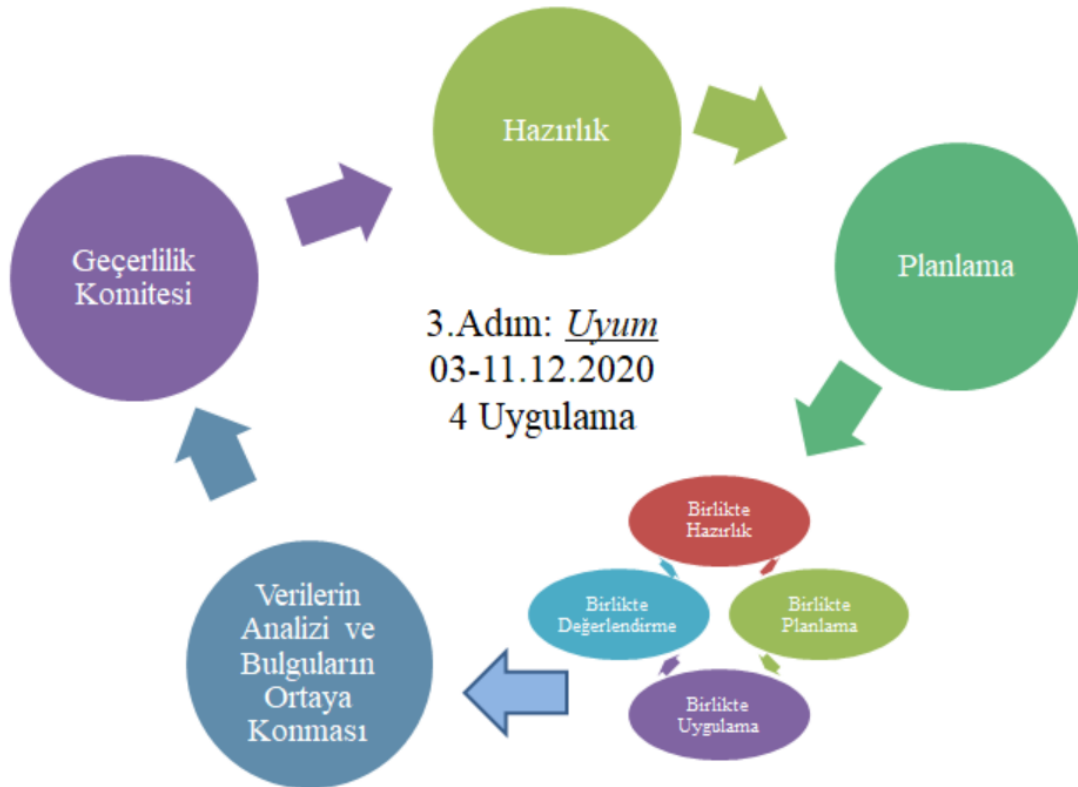 Hazırlık
Planlama
Geçerlilik
Komitesi
3.Adım: Uyum
03-11.12.2020
4 Uygulama
Birlikte
Hazırlık
Birlikte
Planlama
Birlikte
Uygulama
Birlikte
Değerlendirme
Verilerin
Analizi ve
Bulguların
Ortaya
Konması